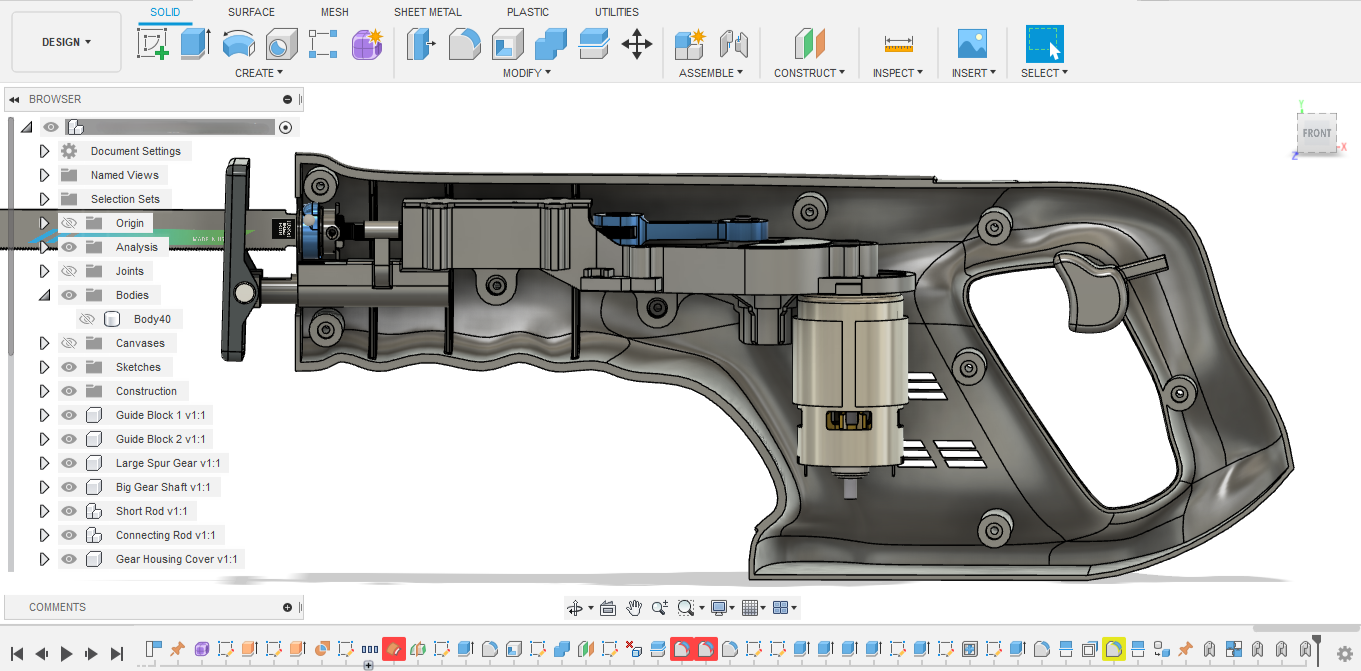 SOLID SURFACE MESH SHEET METAL PLASTIC UTILITIES
DESIGN
CREATE MODIFY ASSEMBLE CONSTRUCT INSPECT INSERT SELECT
BROWSER
Document Settings
Named Views
Selection Sets
Origin
Analysis
Joints
Bodies
Body40
Canvases
Sketches
Construction
Guide Block 1 v1:1
Guide Block 2 v1:1
Large Spur Gear v1:1
Big Gear Shaft v1:1
Short Rod v1:1
Connecting Rod v1:1
Gear Housing Cover v1:1
MADE IN
Y
FRONT
X
Z
COMMENTS